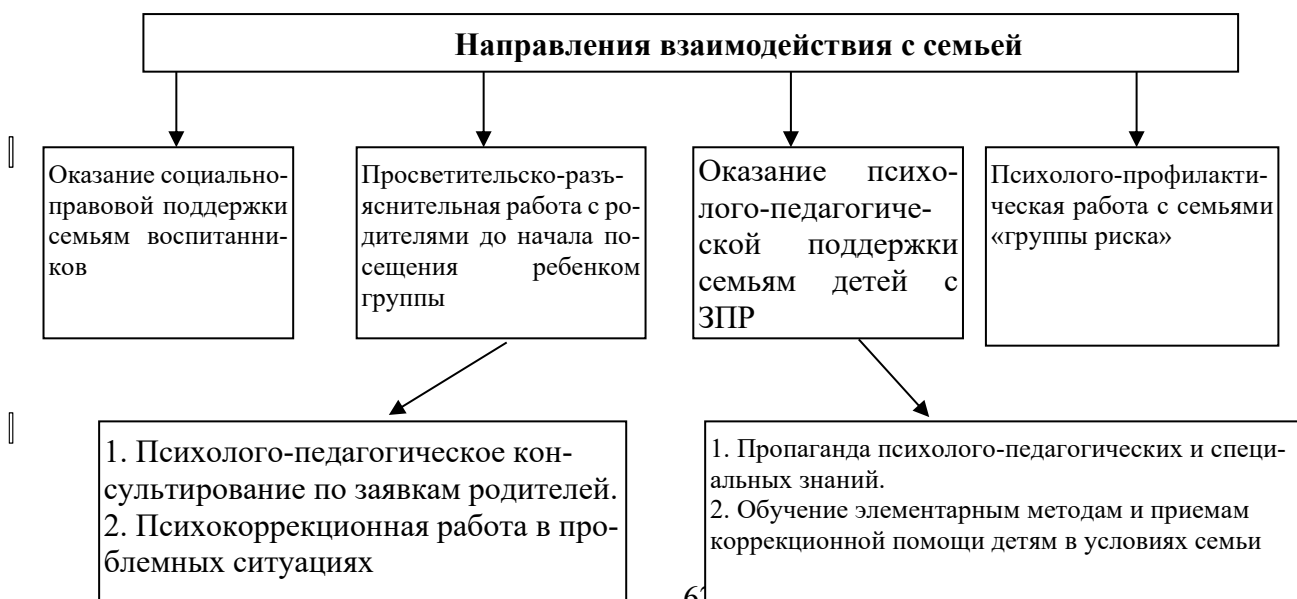 Направления взаимодействия с семьей
Оказание социально-
правовой поддержки
семьям воспитанни-
ков
Просветительско-разъ-
яснительная работа с ро-
дителями до начала по-
сещения ребенком
группы
Оказание психо-
лого-педагогиче-
ской поддержки
семьям детей с
ЗПР
Психолого-профилакти-
ческая работа с семьями
«группы риска»
1. Психолого-педагогическое кон-
сультирование по заявкам родителей.
2. Психокоррекционная работа в про-
блемных ситуациях
1. Пропаганда психолого-педагогических и специ-
альных знаний.
2. Обучение элементарным методам и приемам
коррекционной помощи детям в условиях семьи